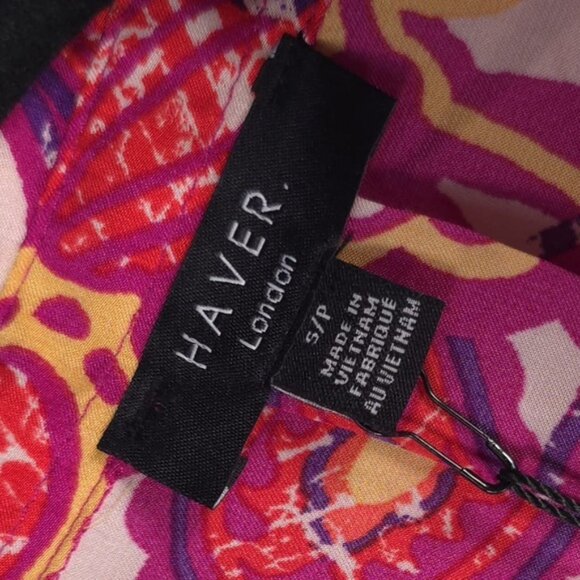 HAVER.
London
S/P
MADE IN
VIETNAM
FABRIQUÉ
AU VIETNAM